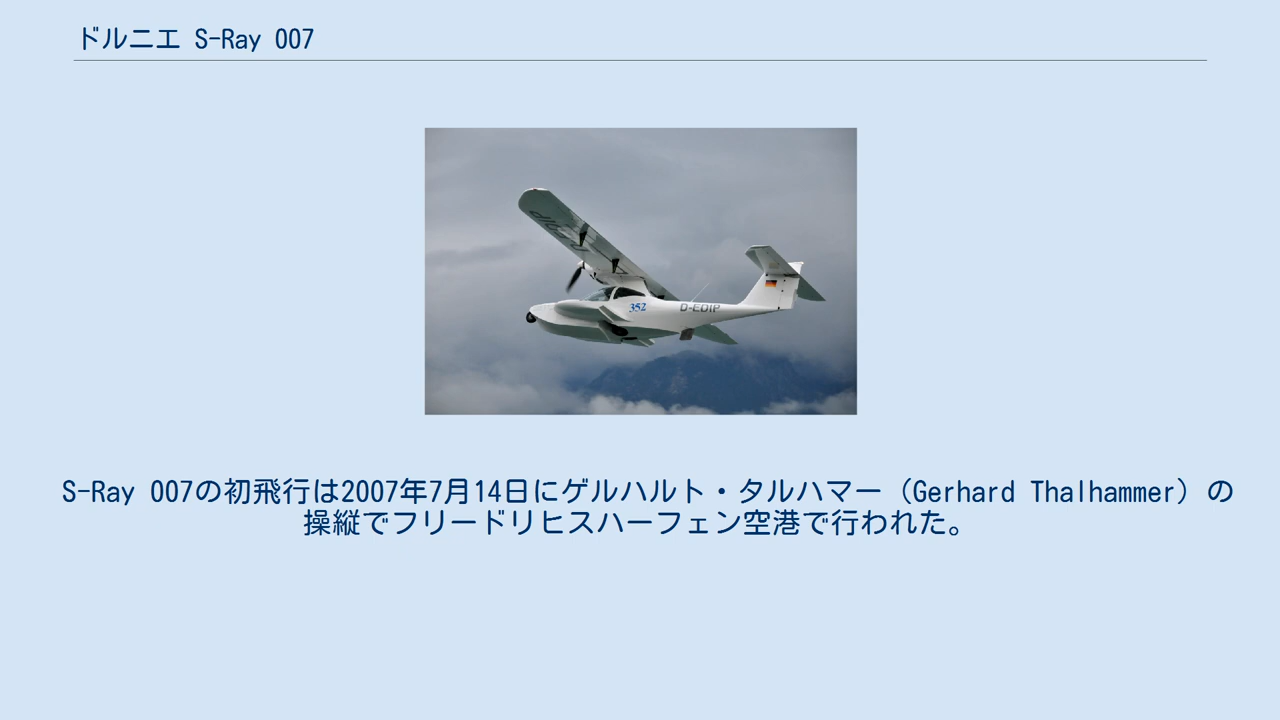 ドルニエ S-Ray 007
352
D-EDIP
S-Ray 007の初飛行は2007年7月14日にゲルハルト・タルハマー（Gerhard Thalhammer）の
操縦でフリードリヒスハーフェン空港で行われた。